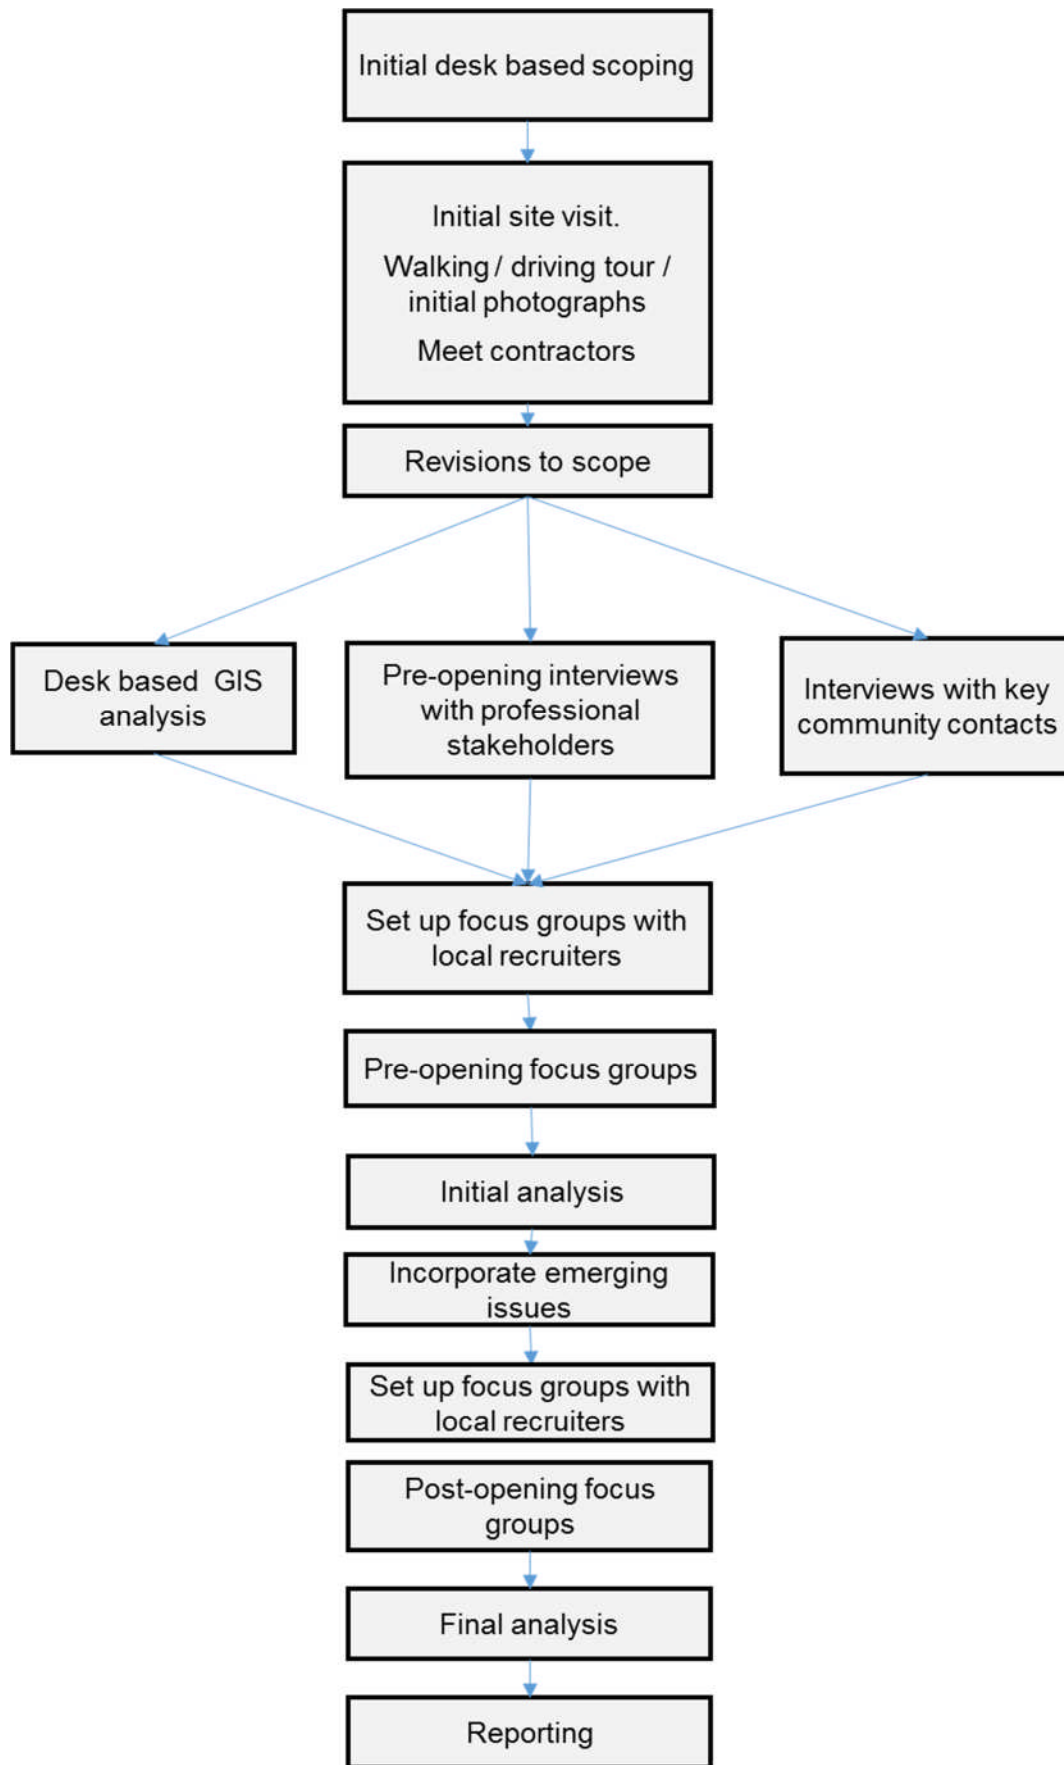 Initial desk based scoping
Initial site visit.
Walking / driving tour /
initial photographs
Meet contractors
Revisions to scope
Desk based GIS
analysis
Pre-opening interviews
with professional
stakeholders
Interviews with key
community contacts
Set up focus groups with
local recruiters
Pre-opening focus groups
Initial analysis
Incorporate emerging
issues
Set up focus groups with
local recruiters
Post-opening focus
groups
Final analysis
Reporting